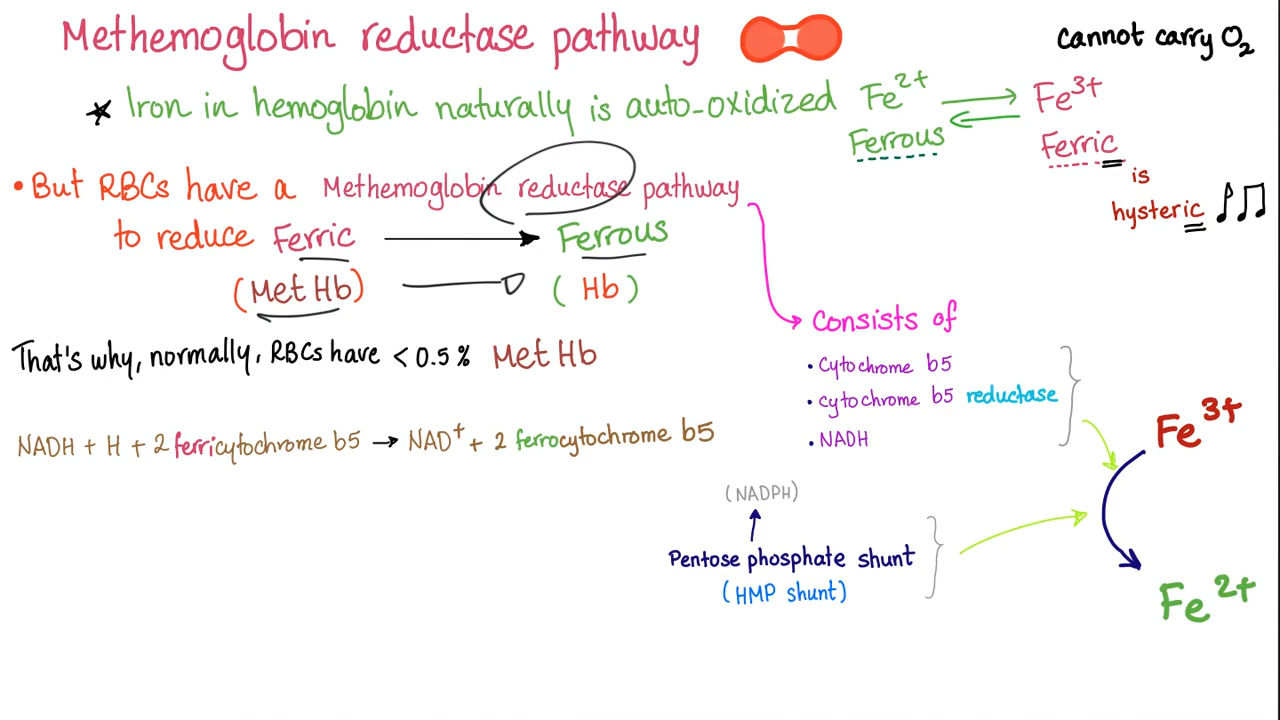 Methemoglobin reductase pathway
cannot carry O₂
* Iron in hemoglobin naturally is auto-oxidized Fe²⁺ Fe³⁺
Ferrous Ferric
is
hysteric
• But RBCs have a Methemoglobin reductase pathway
to reduce Ferric → Ferrous
(Met Hb) → (Hb)
That's why, normally, RBCs have < 0.5% Met Hb
NADH + H + 2 ferricytochrome b5 → NAD⁺ + 2 ferrocytochrome b5
Consists of
• Cytochrome b5
• cytochrome b5 reductase
• NADH
Fe³⁺
(NADPH)
Pentose phosphate shunt
(HMP shunt)
Fe²⁺